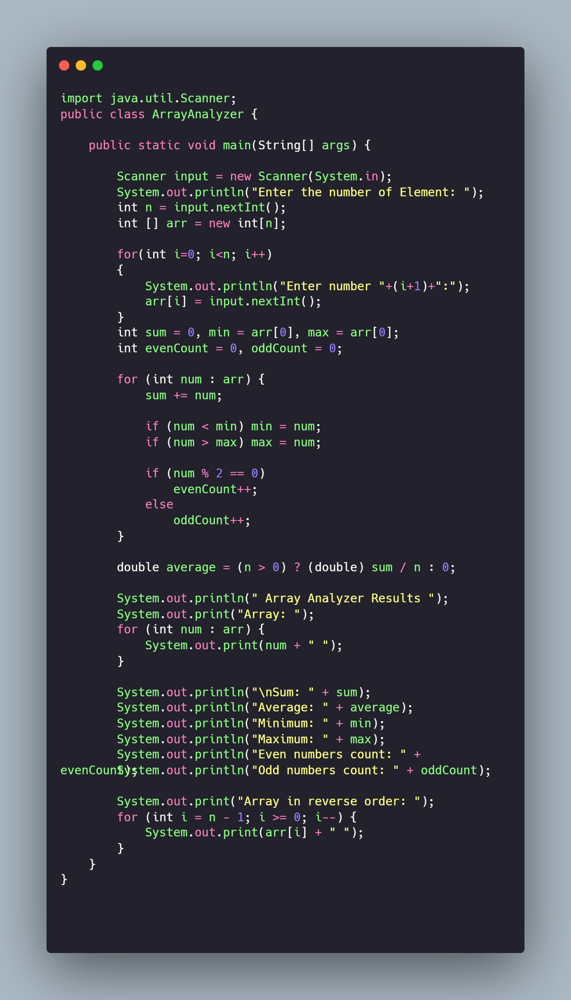 import java.util.Scanner;
public class ArrayAnalyzer {
    public static void main(String[] args) {
        Scanner input = new Scanner(System.in);
        System.out.println("Enter the number of Element: ");
        int n = input.nextInt();
        int [] arr = new int[n];
        for(int i=0; i<n; i++)
        {
            System.out.println("Enter number "+(i+1)+":");
            arr[i] = input.nextInt();
        }
        int sum = 0, min = arr[0], max = arr[0];
        int evenCount = 0, oddCount = 0;
        for (int num : arr) {
            sum += num;
            if (num < min) min = num;
            if (num > max) max = num;
            if (num % 2 == 0)
                evenCount++;
            else
                oddCount++;
        }
        double average = (n > 0) ? (double) sum / n : 0;
        System.out.println(" Array Analyzer Results ");
        System.out.print("Array: ");
        for (int num : arr) {
            System.out.print(num + " ");
        }
        System.out.println("\nSum: " + sum);
        System.out.println("Average: " + average);
        System.out.println("Minimum: " + min);
        System.out.println("Maximum: " + max);
        System.out.println("Even numbers count: " +
evenCount);
        System.out.println("Odd numbers count: " + oddCount);
        System.out.print("Array in reverse order: ");
        for (int i = n - 1; i >= 0; i--) {
            System.out.print(arr[i] + " ");
        }
    }
}